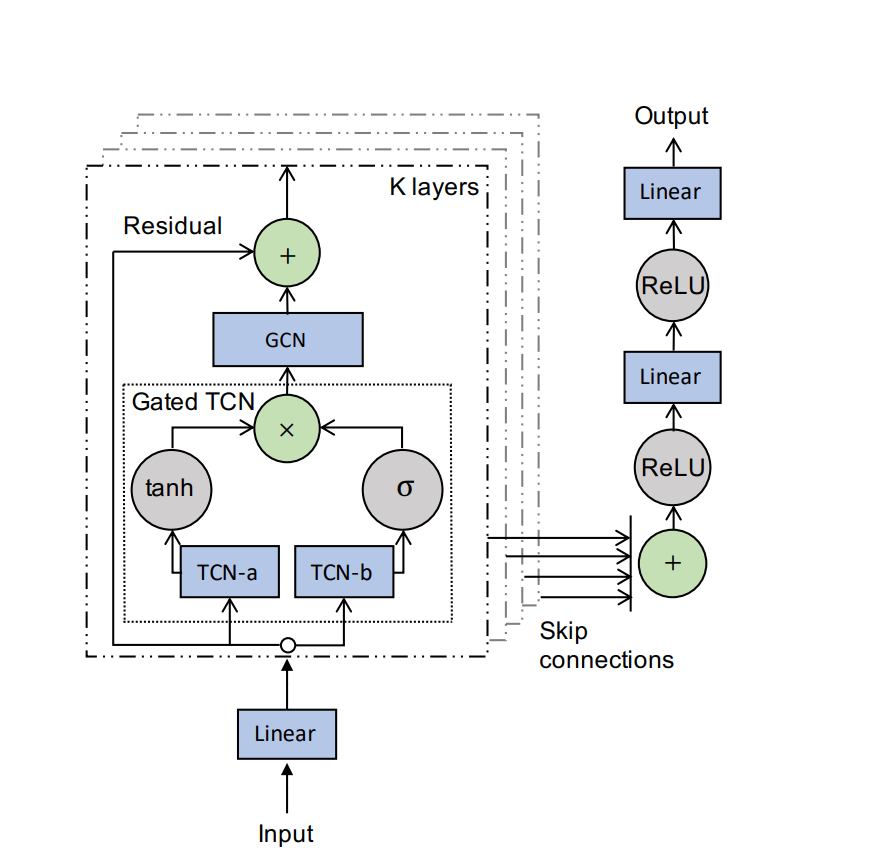 Output
Linear
K layers
Residual
+
ReLU
GCN
Linear
Gated TCN
×
tanh
σ
ReLU
TCN-a
TCN-b
+
Skip
connections
Linear
Input